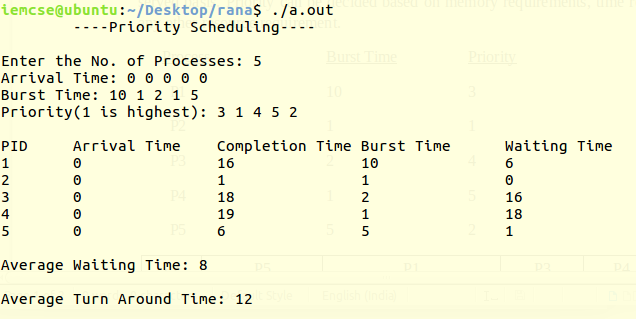 iemcse@ubuntu:~/Desktop/rana$ ./a.out
----Priority Scheduling----
Enter the No. of Processes: 5
Arrival Time: 0 0 0 0 0
Burst Time: 10 1 2 1 5
Priority(1 is highest): 3 1 4 5 2
PID Arrival Time Completion Time Burst Time Waiting Time
1 0 16 10 6
2 0 1 1 0
3 0 18 2 16
4 0 19 1 18
5 0 6 5 1
Average Waiting Time: 8
Average Turn Around Time: 12